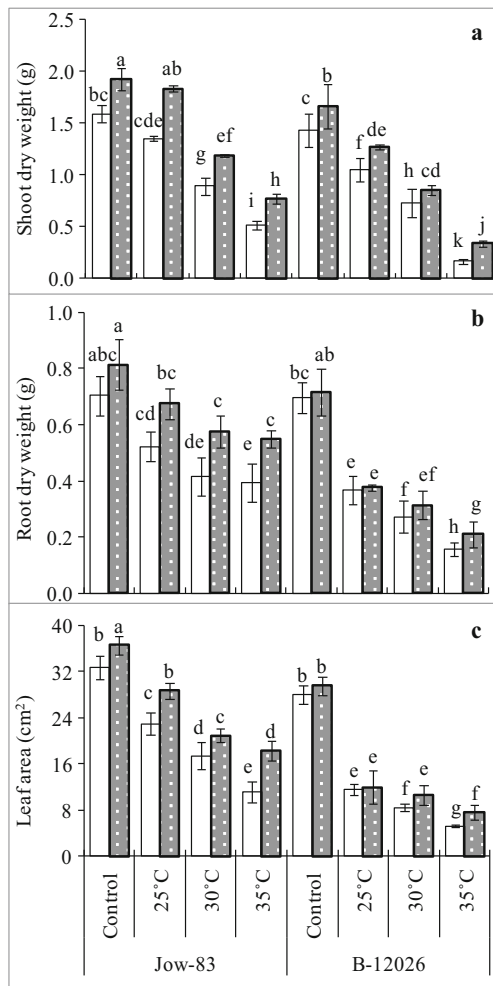 a
Shoot dry weight (g)
2.5
2.0
1.5
1.0
0.5
0.0
bc a cde ab g ef i h c b f de h cd k j
b
Root dry weight (g)
1.0
0.8
0.6
0.4
0.2
0.0
abc a cd bc de c e c bc ab e e f ef h g
c
Leaf area (cm²)
40
32
24
16
8
0
b a c b d c e d b b e e f e g f
Control 25˚C 30˚C 35˚C Control 25˚C 30˚C 35˚C
Jow-83 B-12026